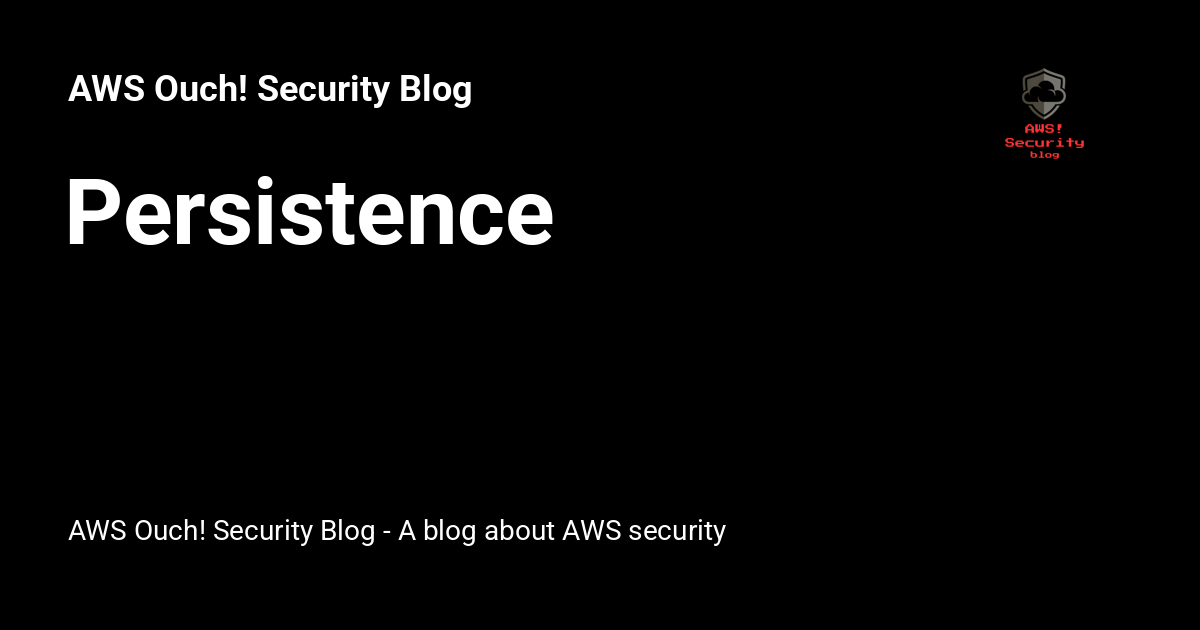 AWS Ouch! Security Blog
AWS!
Security
blog
Persistence
AWS Ouch! Security Blog - A blog about AWS security